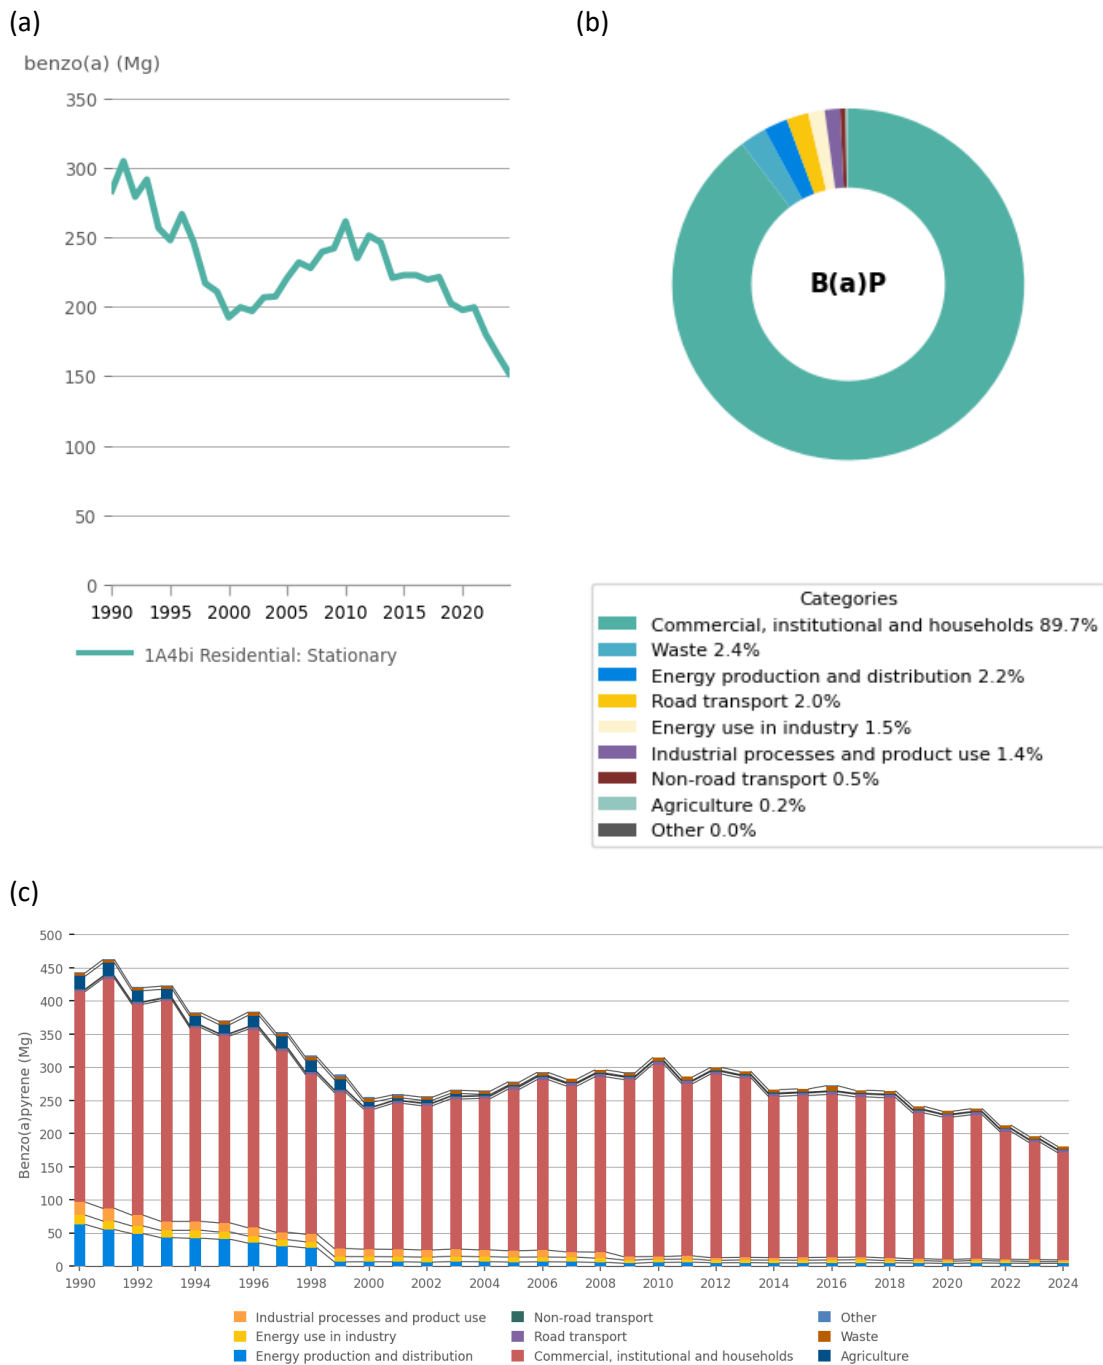 (a)
(b)
benzo(a) (Mg)
350
300
250
200
150
100
50
0
1990 1995 2000 2005 2010 2015 2020
1A4bi Residential: Stationary
B(a)P
Categories
Commercial, institutional and households 89.7%
Waste 2.4%
Energy production and distribution 2.2%
Road transport 2.0%
Energy use in industry 1.5%
Industrial processes and product use 1.4%
Non-road transport 0.5%
Agriculture 0.2%
Other 0.0%
(c)
Benzo(a)pyrene (Mg)
500
450
400
350
300
250
200
150
100
50
0
1990 1992 1994 1996 1998 2000 2002 2004 2006 2008 2010 2012 2014 2016 2018 2020 2022 2024
Industrial processes and product use Non-road transport Other
Energy use in industry Road transport Waste
Energy production and distribution Commercial, institutional and households Agriculture